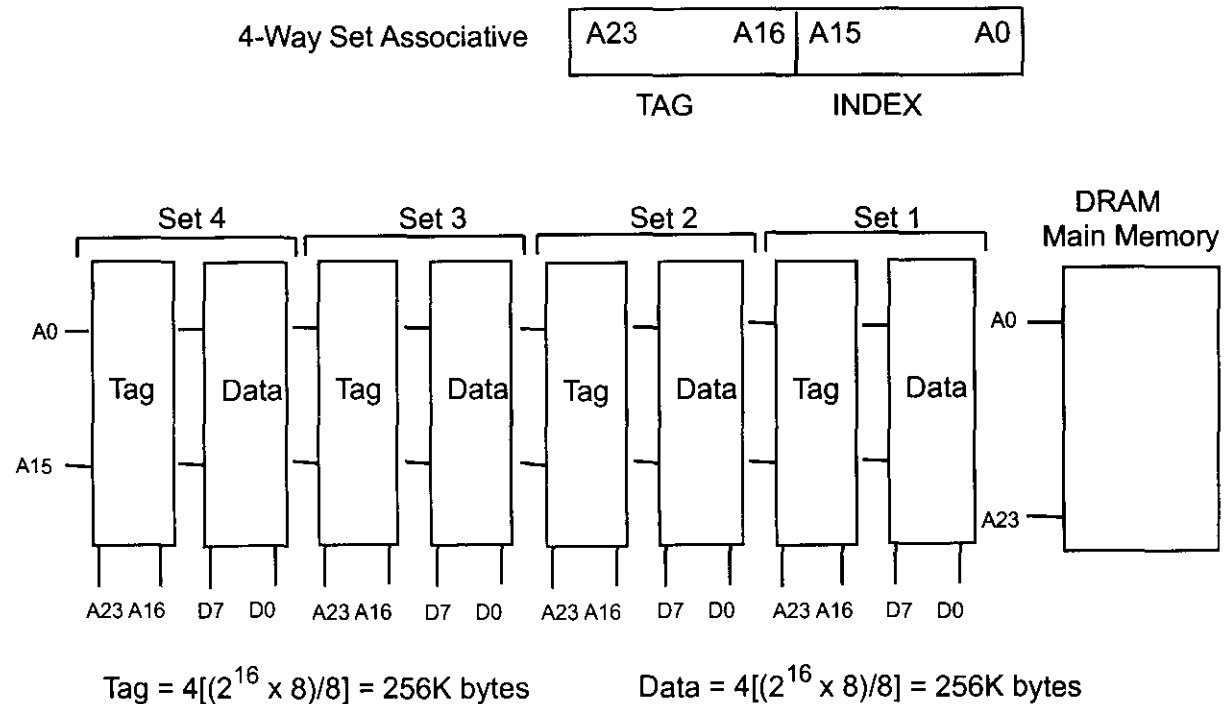 4-Way Set Associative
A23 A16 A15 A0
TAG INDEX
Set 4 Set 3 Set 2 Set 1
DRAM
Main Memory
A0 A0
Tag Data Tag Data Tag Data Tag Data
A15
A23
A23 A16 D7 D0 A23 A16 D7 D0 A23 A16 D7 D0 A23 A16 D7 D0
Tag = 4[(2^16 x 8)/8] = 256K bytes Data = 4[(2^16 x 8)/8] = 256K bytes